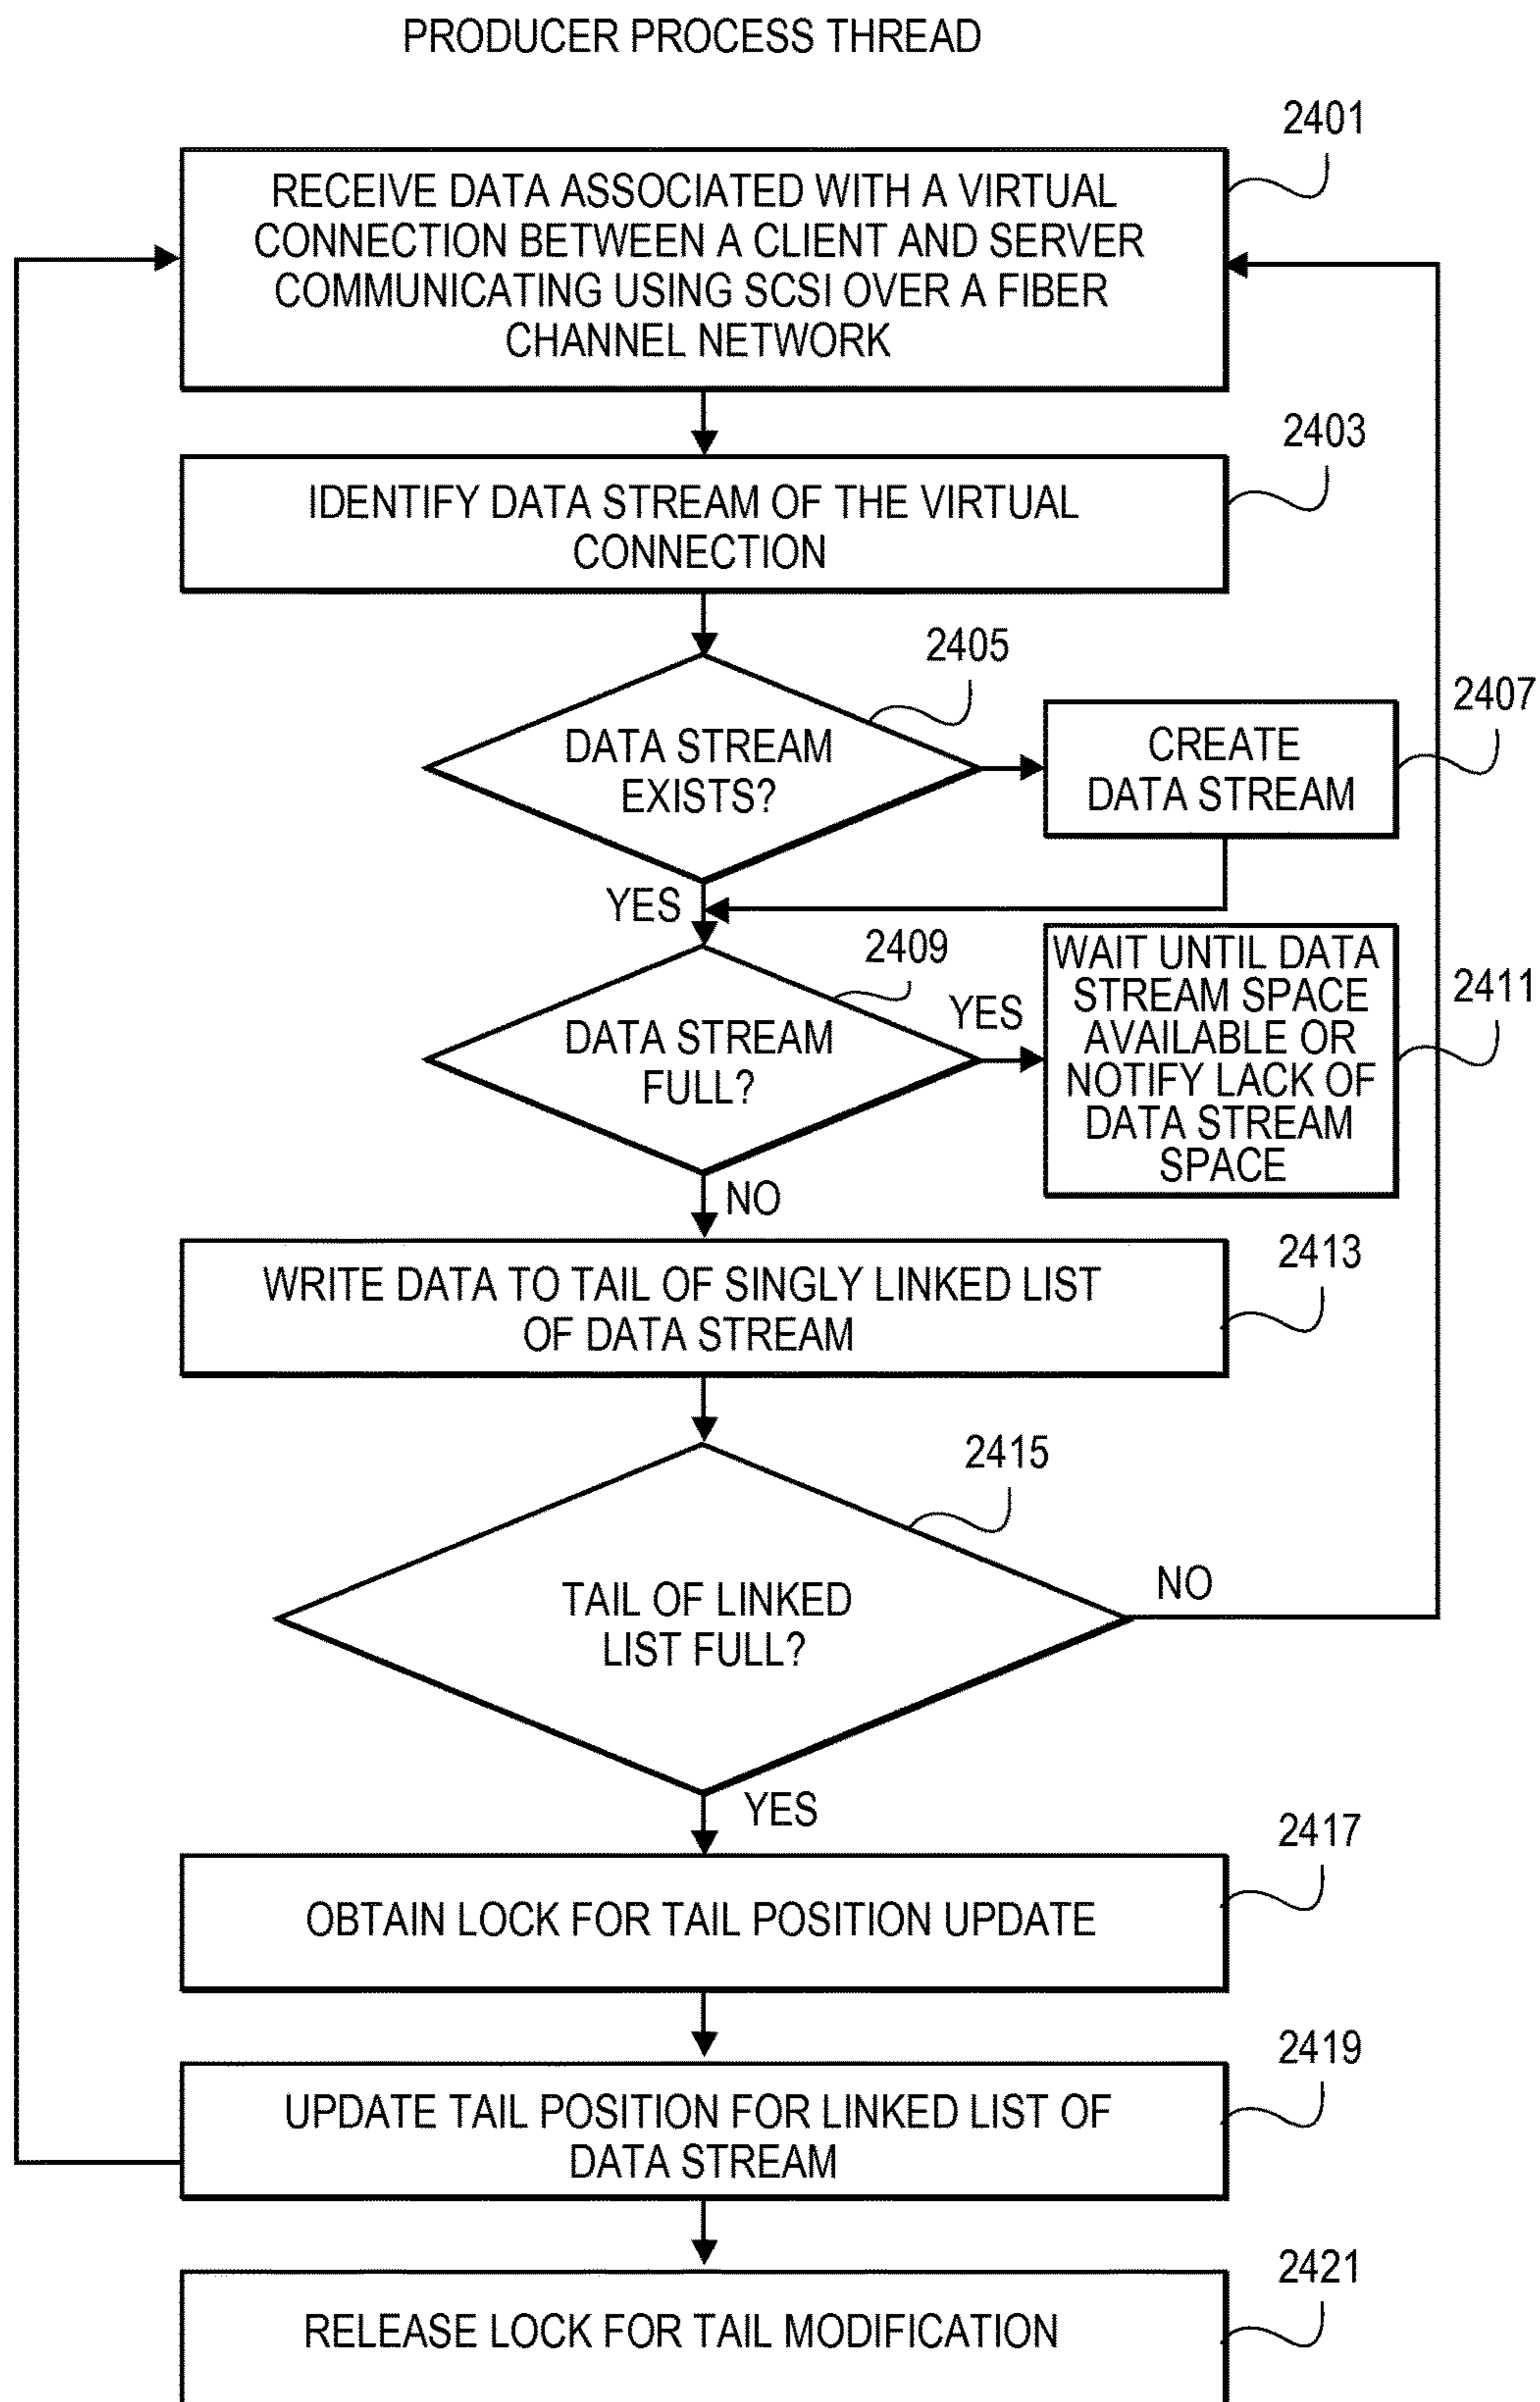 PRODUCER PROCESS THREAD
2401
RECEIVE DATA ASSOCIATED WITH A VIRTUAL
CONNECTION BETWEEN A CLIENT AND SERVER
COMMUNICATING USING SCSI OVER A FIBER
CHANNEL NETWORK
2403
IDENTIFY DATA STREAM OF THE VIRTUAL
CONNECTION
2405
DATA STREAM
EXISTS?
2407
CREATE
DATA STREAM
YES
2409
DATA STREAM
FULL?
YES
2411
WAIT UNTIL DATA
STREAM SPACE
AVAILABLE OR
NOTIFY LACK OF
DATA STREAM
SPACE
NO
2413
WRITE DATA TO TAIL OF SINGLY LINKED LIST
OF DATA STREAM
2415
TAIL OF LINKED
LIST FULL?
NO
YES
2417
OBTAIN LOCK FOR TAIL POSITION UPDATE
2419
UPDATE TAIL POSITION FOR LINKED LIST OF
DATA STREAM
2421
RELEASE LOCK FOR TAIL MODIFICATION